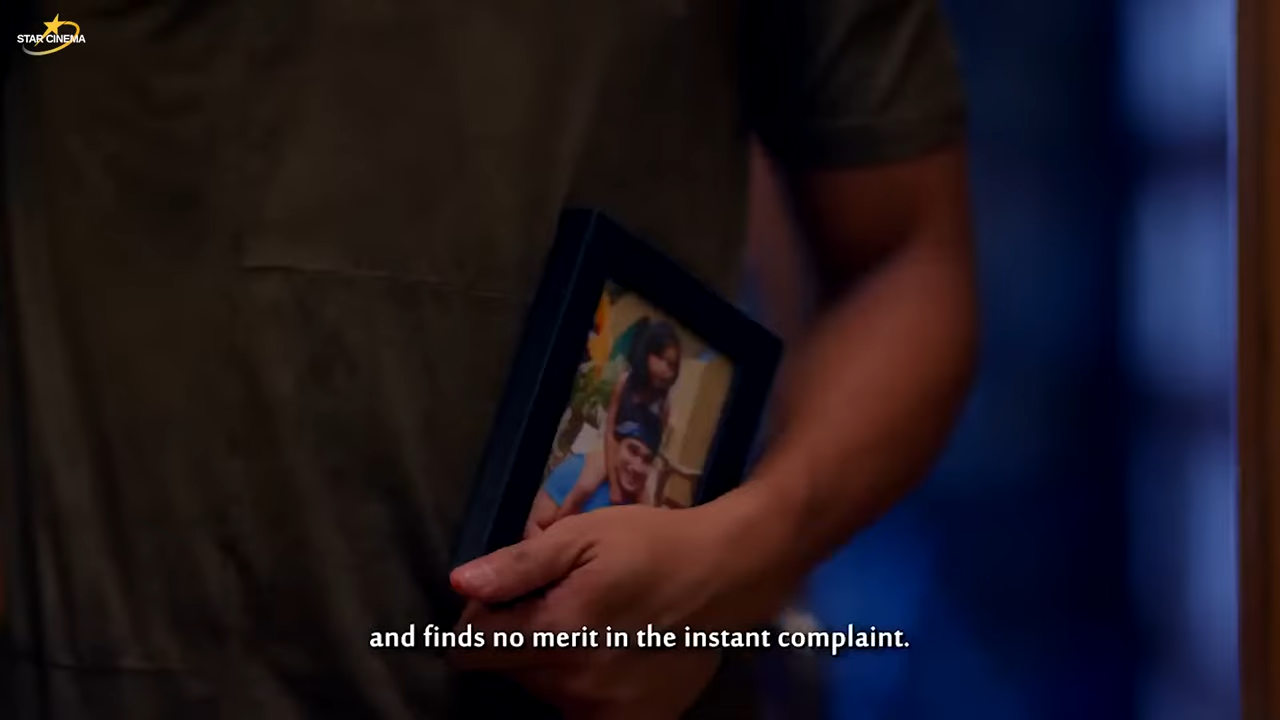 STAR CINEMA
and finds no merit in the instant complaint.